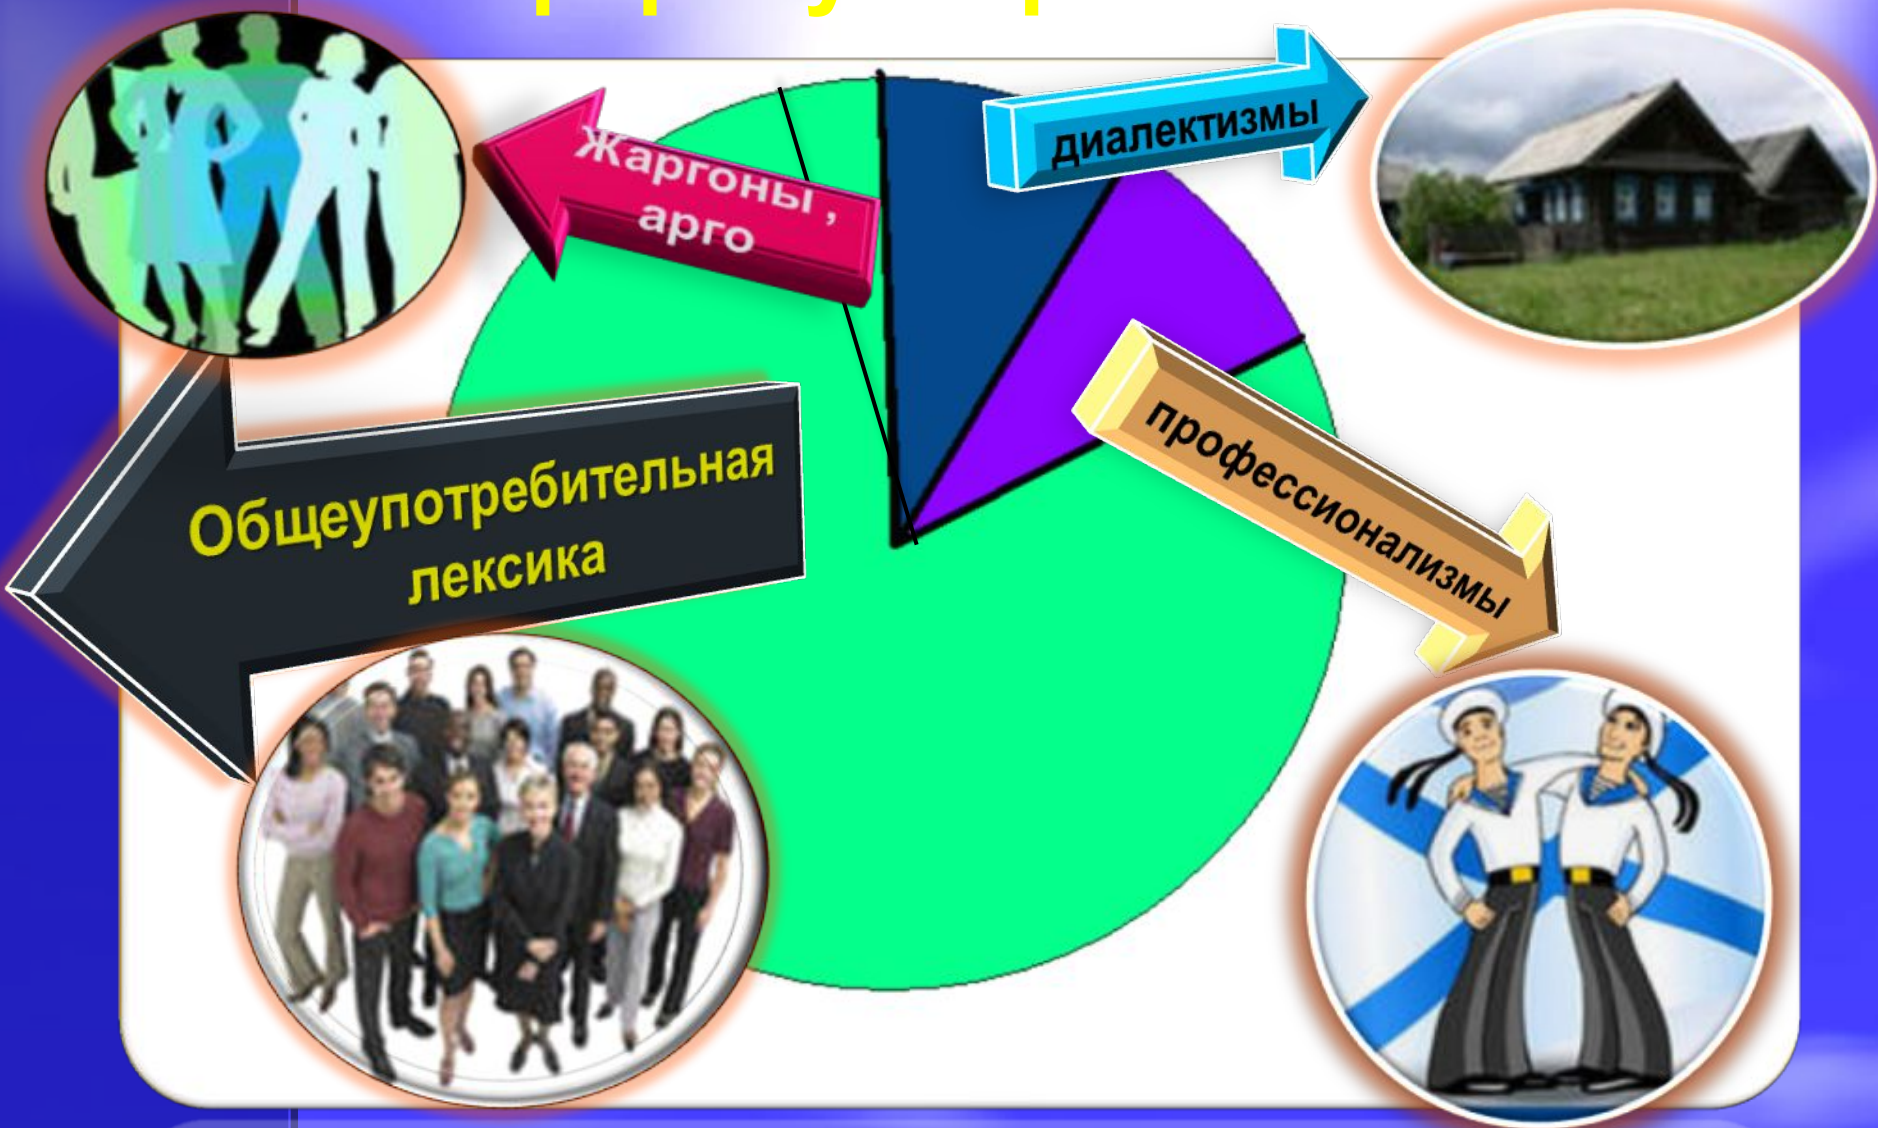 диалектизмы
Жаргоны ,
арго
профессионализмы
Общеупотребительная
лексика